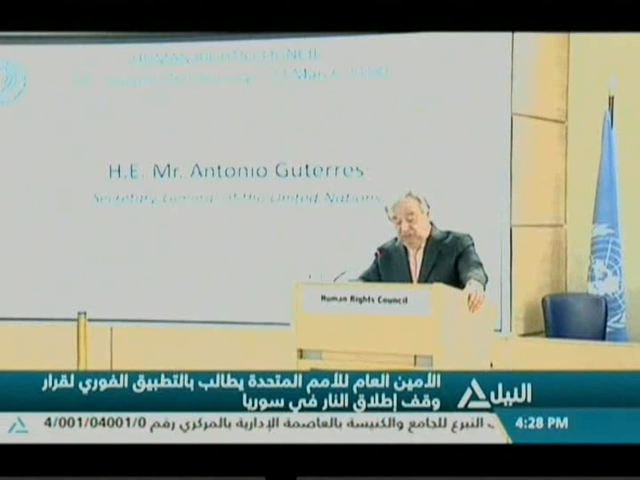 H.E. Mr. Antonio Guterres
Secretary-General of the United Nations
Human Rights Council
الأمين العام للأمم المتحدة يطالب بالتطبيق الفوري لقرار
وقف إطلاق النار في سوريا
النيل
التبرع للجامع والكنيسة بالعاصمة الإدارية بالمركزي رقم 4/001/04001/0
4:28 PM